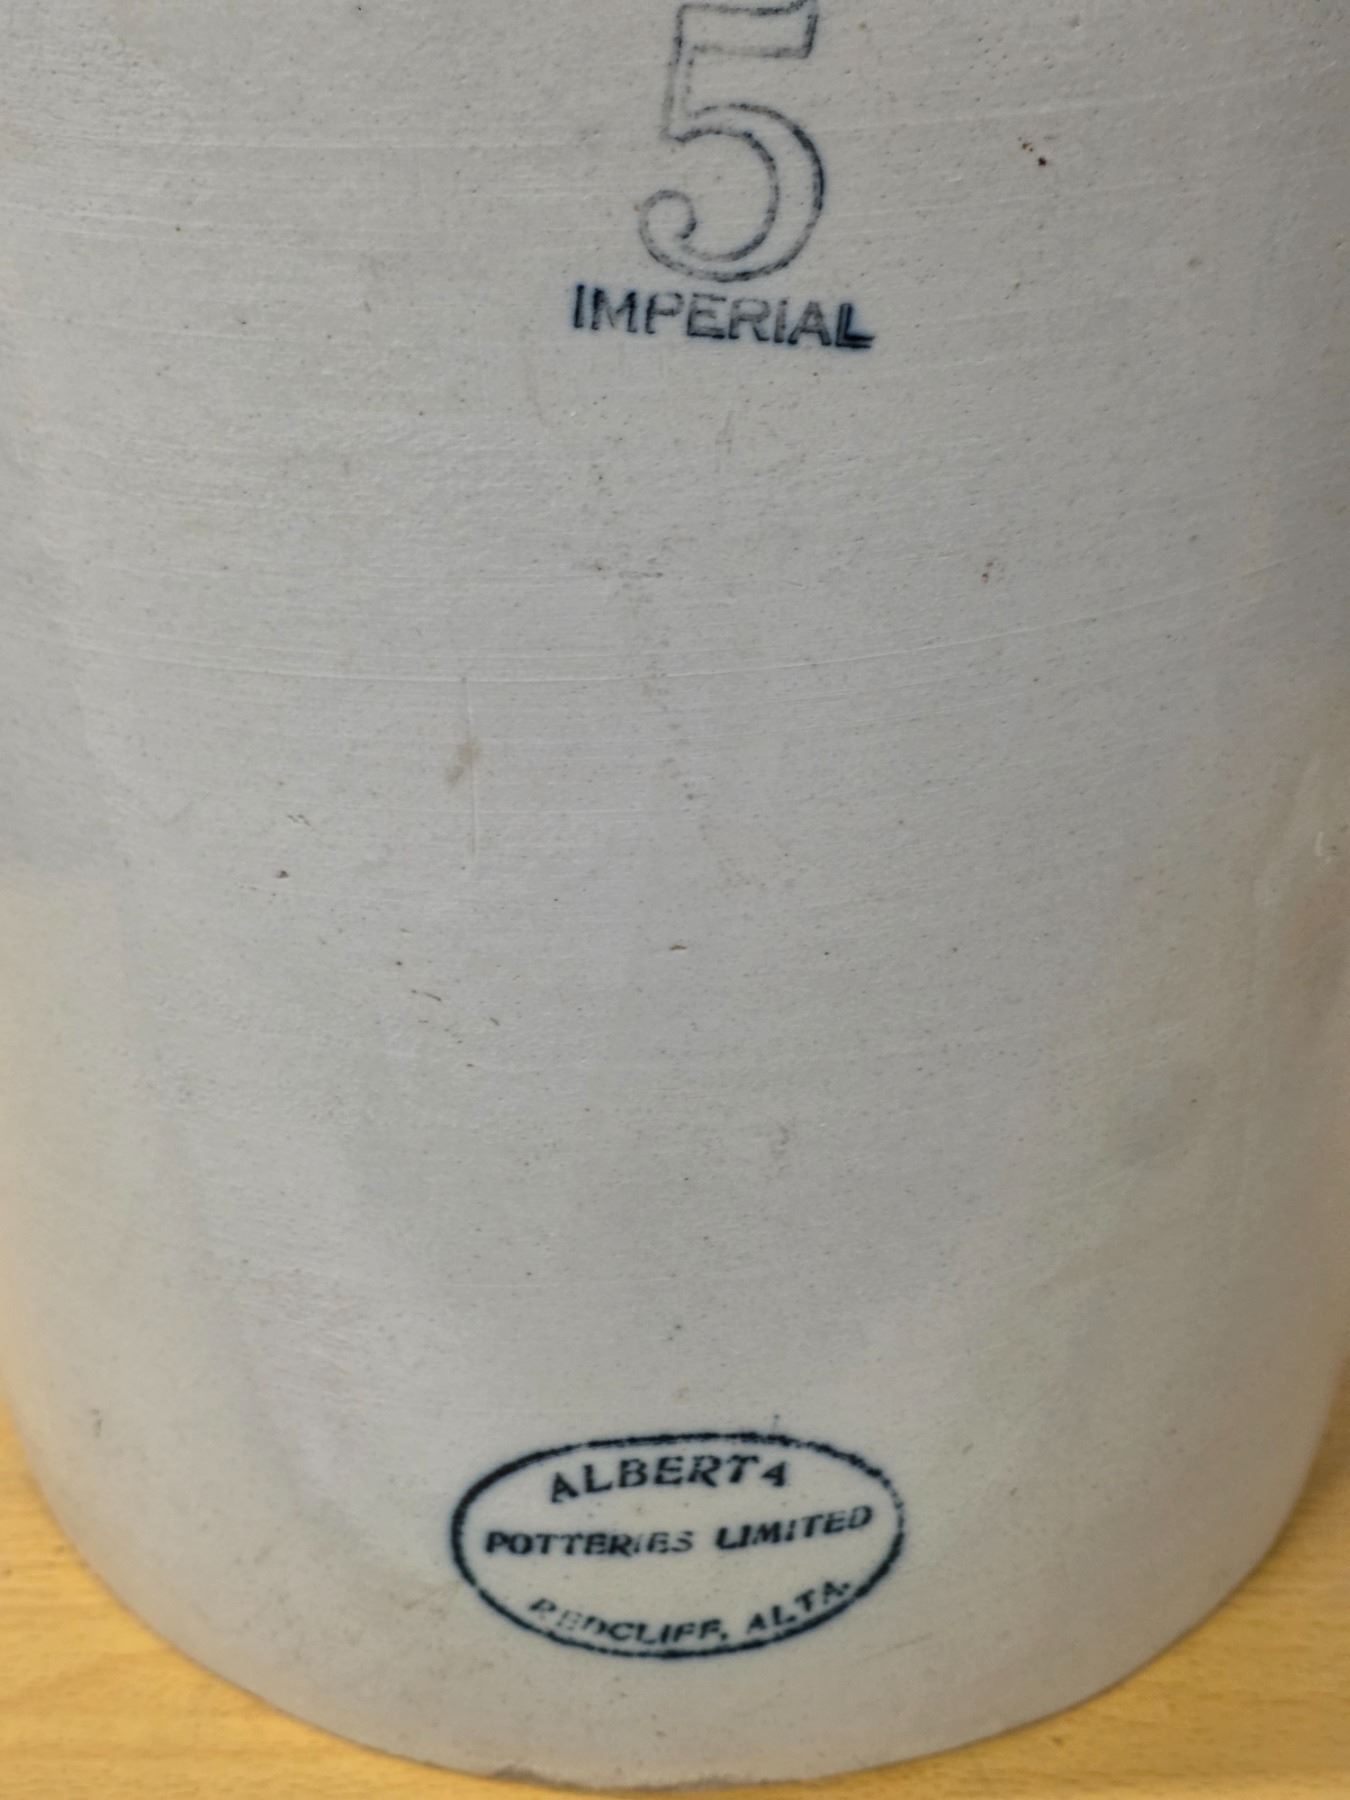 5
IMPERIAL
ALBERTA
POTTERIES LIMITED
REDCLIFF, ALTA.